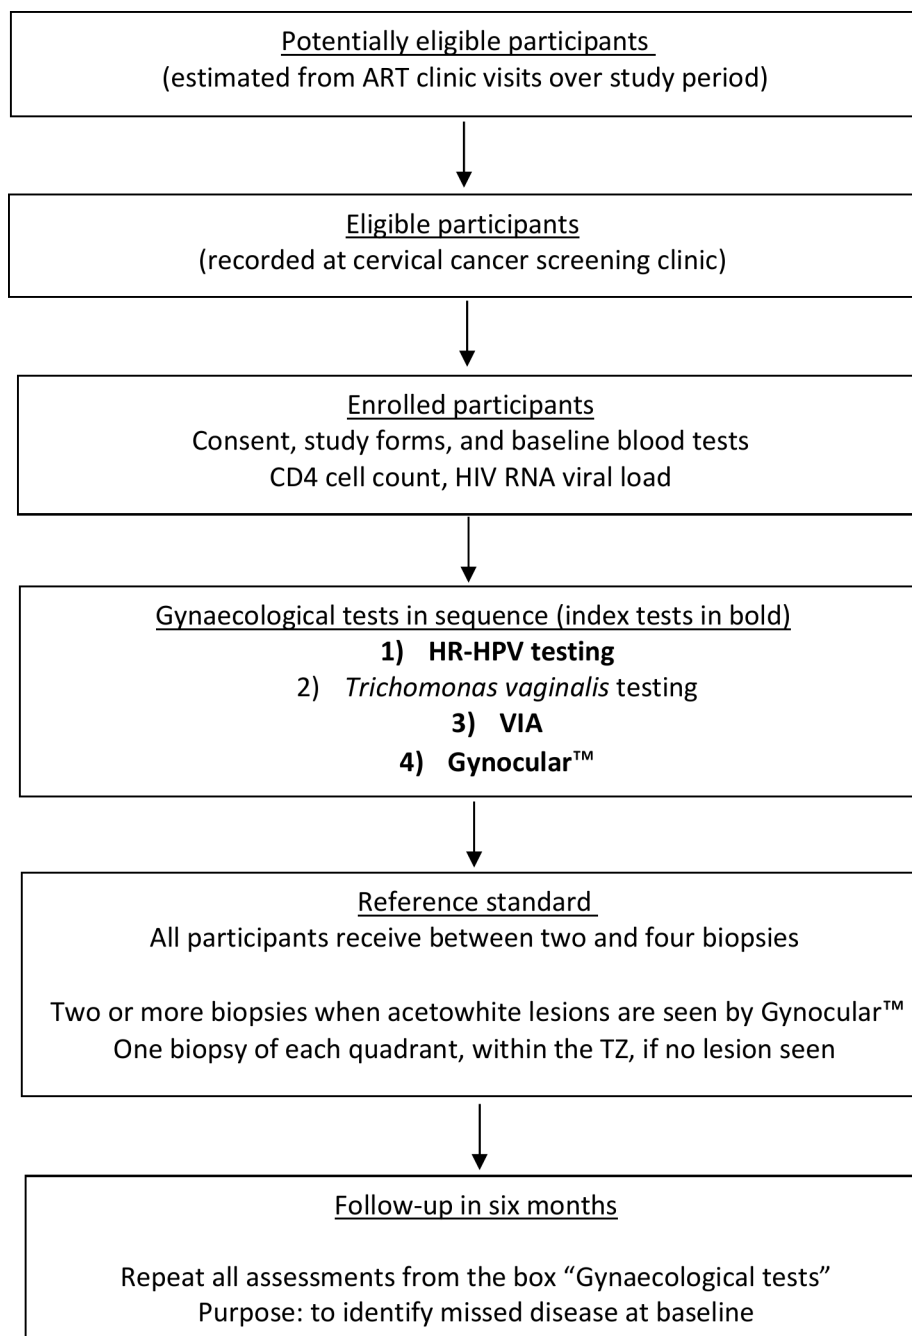 Potentially eligible participants
(estimated from ART clinic visits over study period)
Eligible participants
(recorded at cervical cancer screening clinic)
Enrolled participants
Consent, study forms, and baseline blood tests
CD4 cell count, HIV RNA viral load
Gynaecological tests in sequence (index tests in bold)
1) HR-HPV testing
2) Trichomonas vaginalis testing
3) VIA
4) Gynocular™
Reference standard
All participants receive between two and four biopsies
Two or more biopsies when acetowhite lesions are seen by Gynocular™
One biopsy of each quadrant, within the TZ, if no lesion seen
Follow-up in six months
Repeat all assessments from the box “Gynaecological tests”
Purpose: to identify missed disease at baseline